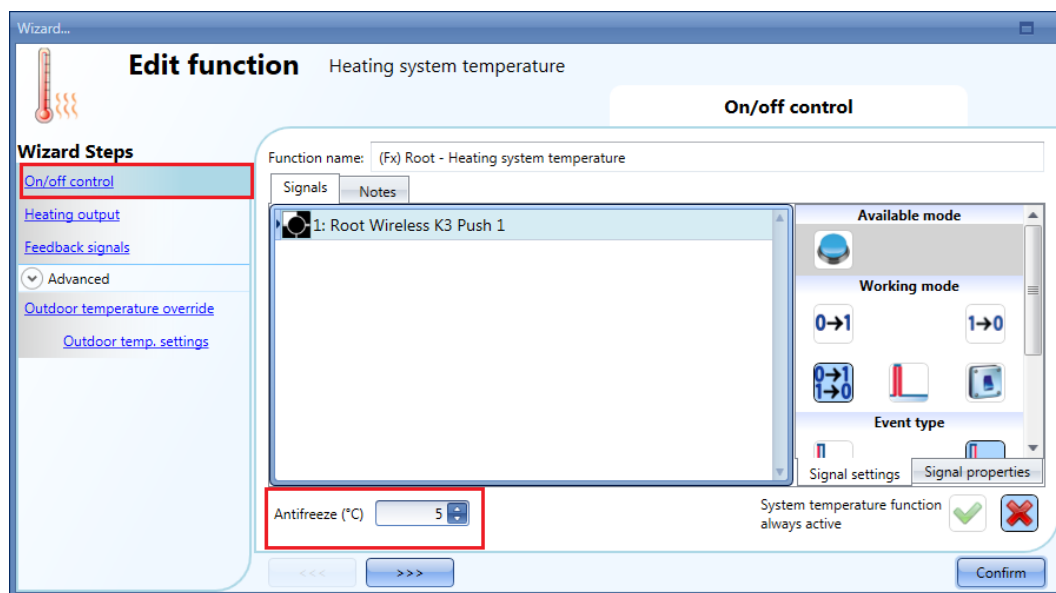 Wizard...
Edit function Heating system temperature
On/off control
Wizard Steps
On/off control
Heating output
Feedback signals
Advanced
Outdoor temperature override
Outdoor temp. settings
Function name: (Fx) Root - Heating system temperature
Signals Notes
1: Root Wireless K3 Push 1
Available mode
Working mode
0→1 1→0
0→1
1→0
Event type
Signal settings Signal properties
Antifreeze (°C) 5
System temperature function
always active
<<< >>> Confirm